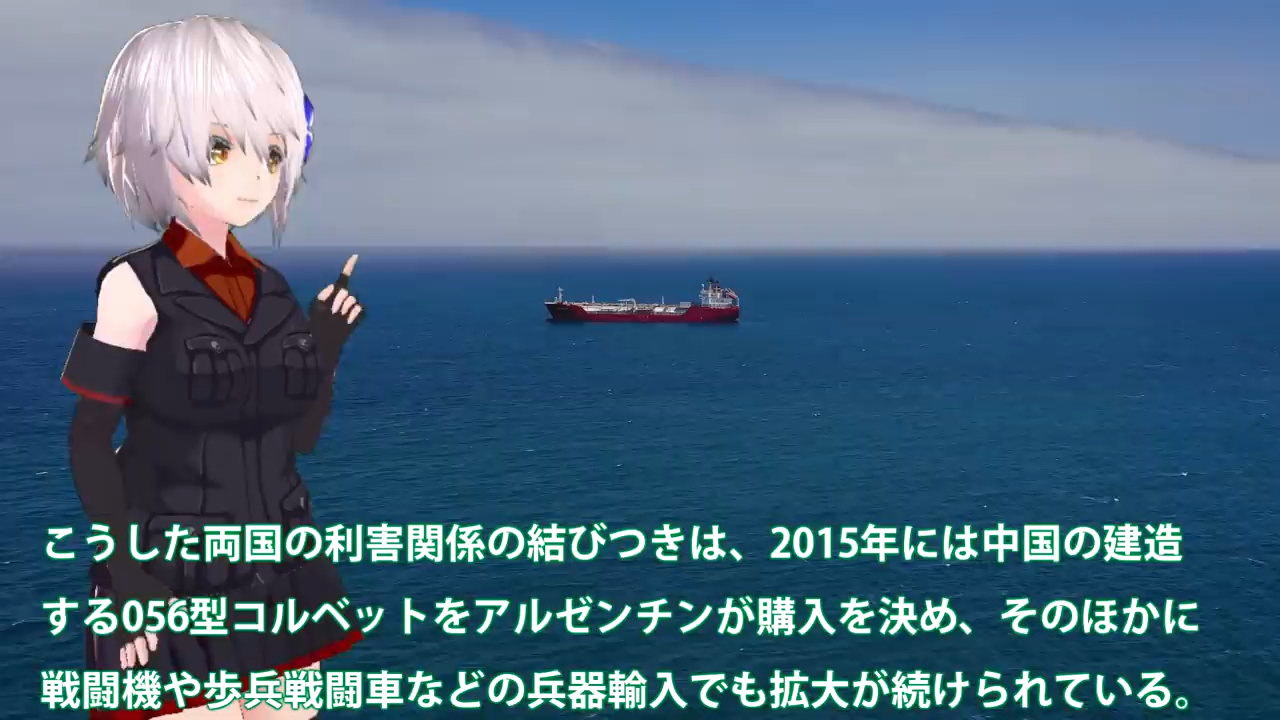 こうした両国の利害関係の結びつきは、2015年には中国の建造
する056型コルベットをアルゼンチンが購入を決め、そのほかに
戦闘機や歩兵戦闘車などの兵器輸入でも拡大が続けられている。